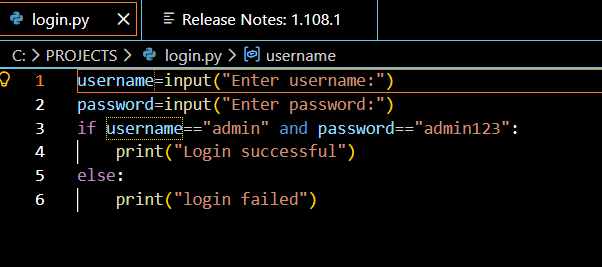 login.py Release Notes: 1.108.1
C: > PROJECTS > login.py > username
1 username=input("Enter username:")
2 password=input("Enter password:")
3 if username=="admin" and password=="admin123":
4 print("Login successful")
5 else:
6 print("login failed")